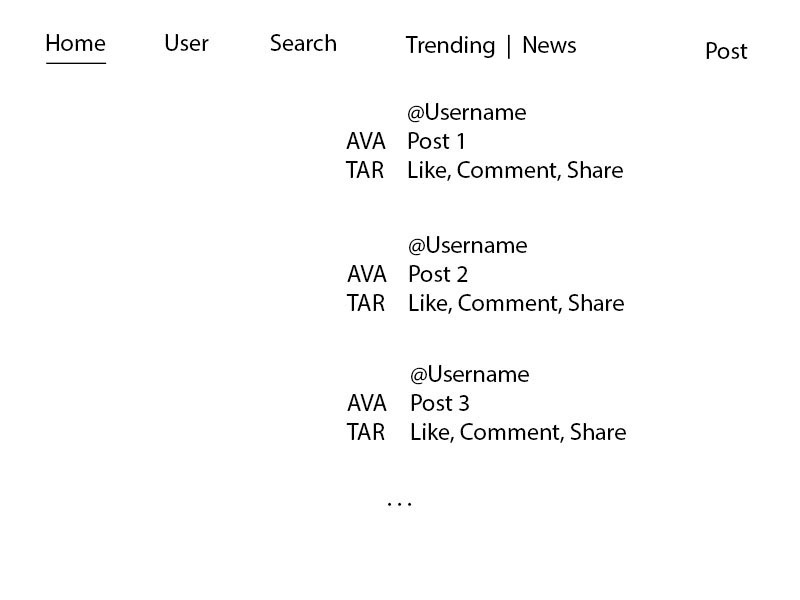 Home User Search Trending | News Post
@Username
AVA Post 1
TAR Like, Comment, Share
@Username
AVA Post 2
TAR Like, Comment, Share
@Username
AVA Post 3
TAR Like, Comment, Share
...